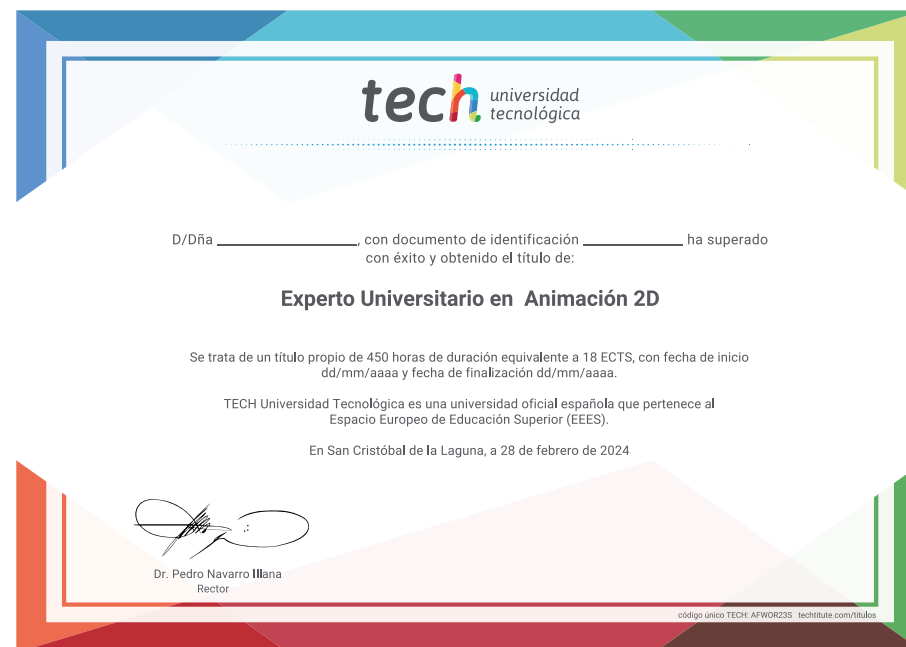 tech universidad
tecnológica
D/Dña ____________________, con documento de identificación ______________ ha superado
con éxito y obtenido el título de:
Experto Universitario en Animación 2D
Se trata de un título propio de 450 horas de duración equivalente a 18 ECTS, con fecha de inicio
dd/mm/aaaa y fecha de finalización dd/mm/aaaa.
TECH Universidad Tecnológica es una universidad oficial española que pertenece al
Espacio Europeo de Educación Superior (EEES).
En San Cristóbal de la Laguna, a 28 de febrero de 2024
Dr. Pedro Navarro Illana
Rector
código único TECH: AFWOR23S techtitute.com/titulos